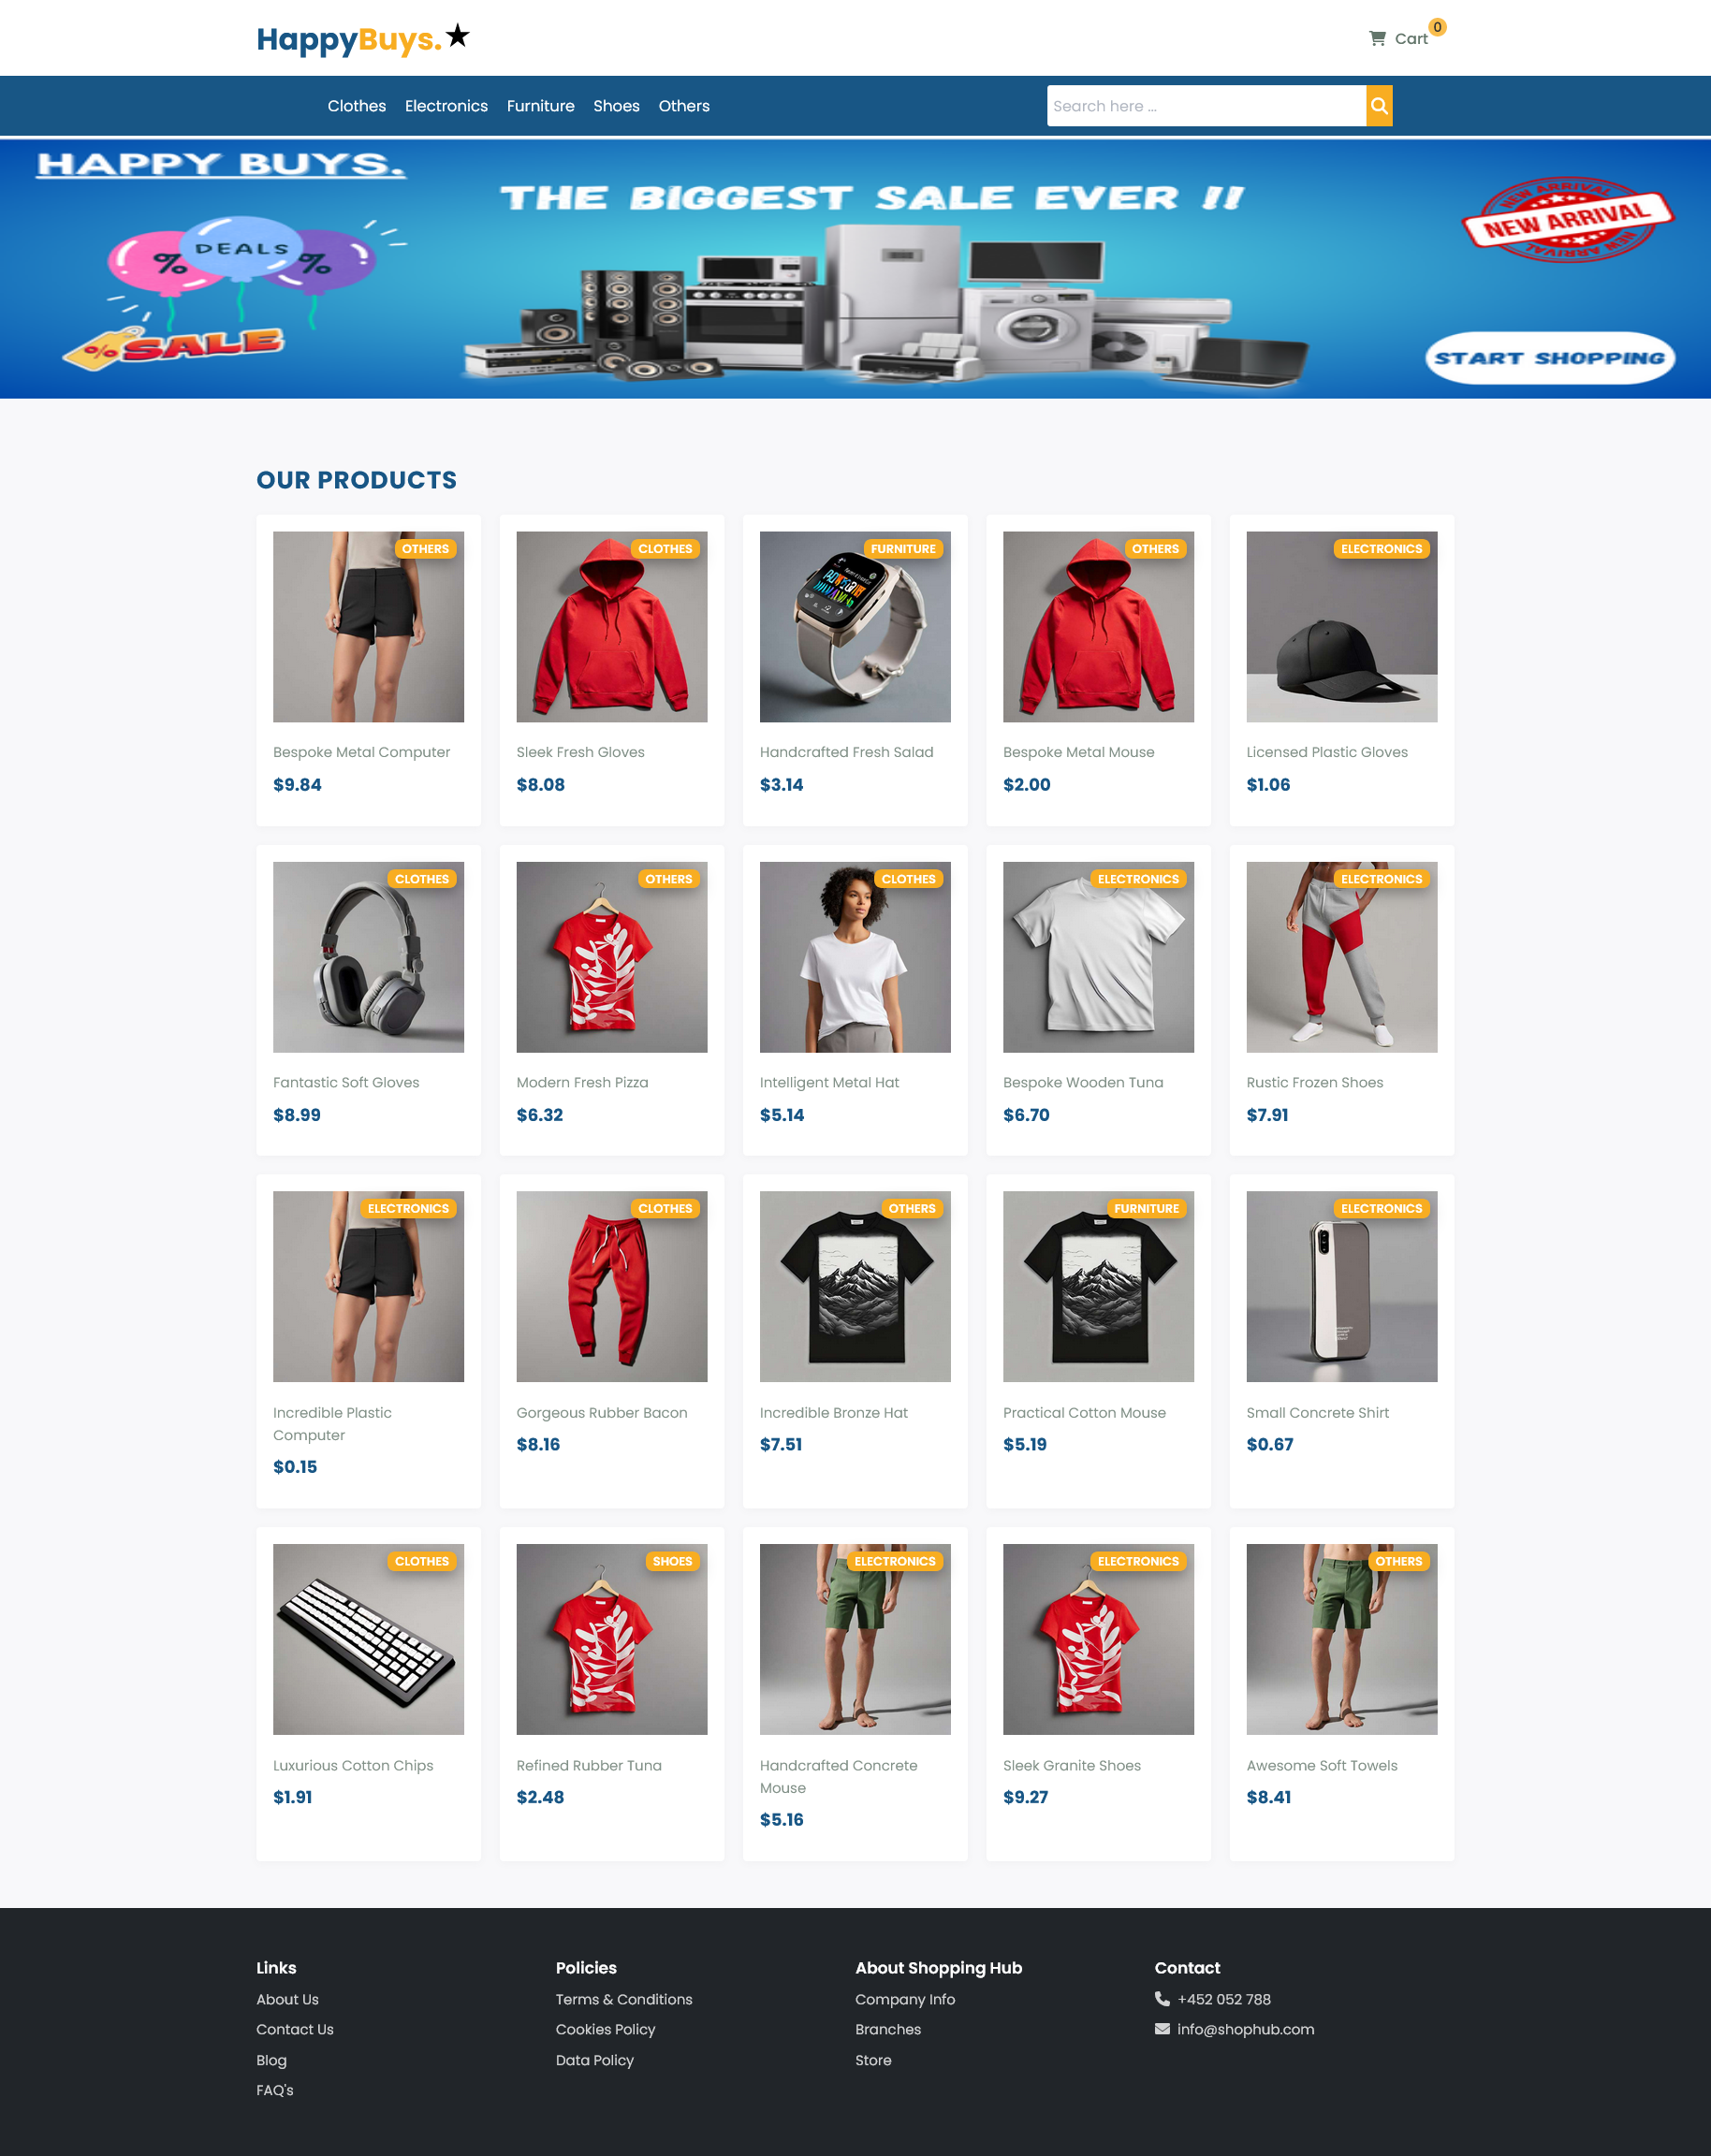 HappyBuys.
Cart 0
Clothes Electronics Furniture Shoes Others
Search here ...
HAPPY BUYS.
THE BIGGEST SALE EVER !!
% DEALS %
% SALE
NEW ARRIVAL
NEW ARRIVAL
NEW ARRIVAL
START SHOPPING
OUR PRODUCTS
OTHERS
Bespoke Metal Computer
$9.84
CLOTHES
Sleek Fresh Gloves
$8.08
FURNITURE
Handcrafted Fresh Salad
$3.14
OTHERS
Bespoke Metal Mouse
$2.00
ELECTRONICS
Licensed Plastic Gloves
$1.06
CLOTHES
Fantastic Soft Gloves
$8.99
OTHERS
Modern Fresh Pizza
$6.32
CLOTHES
Intelligent Metal Hat
$5.14
ELECTRONICS
Bespoke Wooden Tuna
$6.70
ELECTRONICS
Rustic Frozen Shoes
$7.91
ELECTRONICS
Incredible Plastic
Computer
$0.15
CLOTHES
Gorgeous Rubber Bacon
$8.16
OTHERS
Incredible Bronze Hat
$7.51
FURNITURE
Practical Cotton Mouse
$5.19
ELECTRONICS
Small Concrete Shirt
$0.67
CLOTHES
Luxurious Cotton Chips
$1.91
SHOES
Refined Rubber Tuna
$2.48
ELECTRONICS
Handcrafted Concrete
Mouse
$5.16
ELECTRONICS
Sleek Granite Shoes
$9.27
OTHERS
Awesome Soft Towels
$8.41
Links
About Us
Contact Us
Blog
FAQ's
Policies
Terms & Conditions
Cookies Policy
Data Policy
About Shopping Hub
Company Info
Branches
Store
Contact
+452 052 788
info@shophub.com